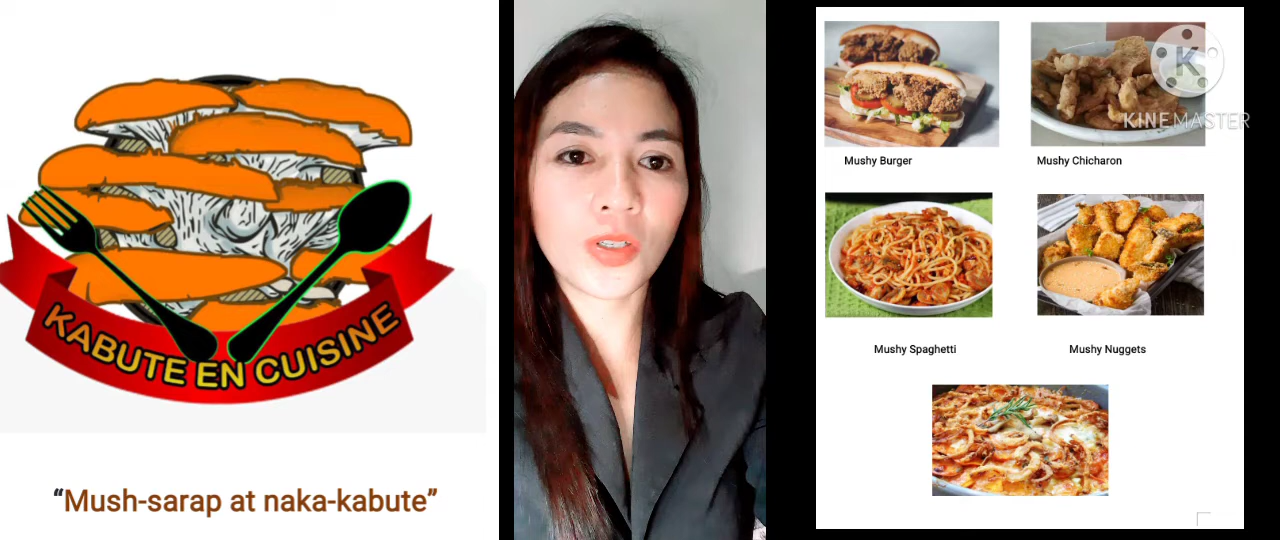 KABUTE EN CUISINE
“Mush-sarap at naka-kabute”
K
KINEMASTER
Mushy Burger
Mushy Chicharon
Mushy Spaghetti
Mushy Nuggets